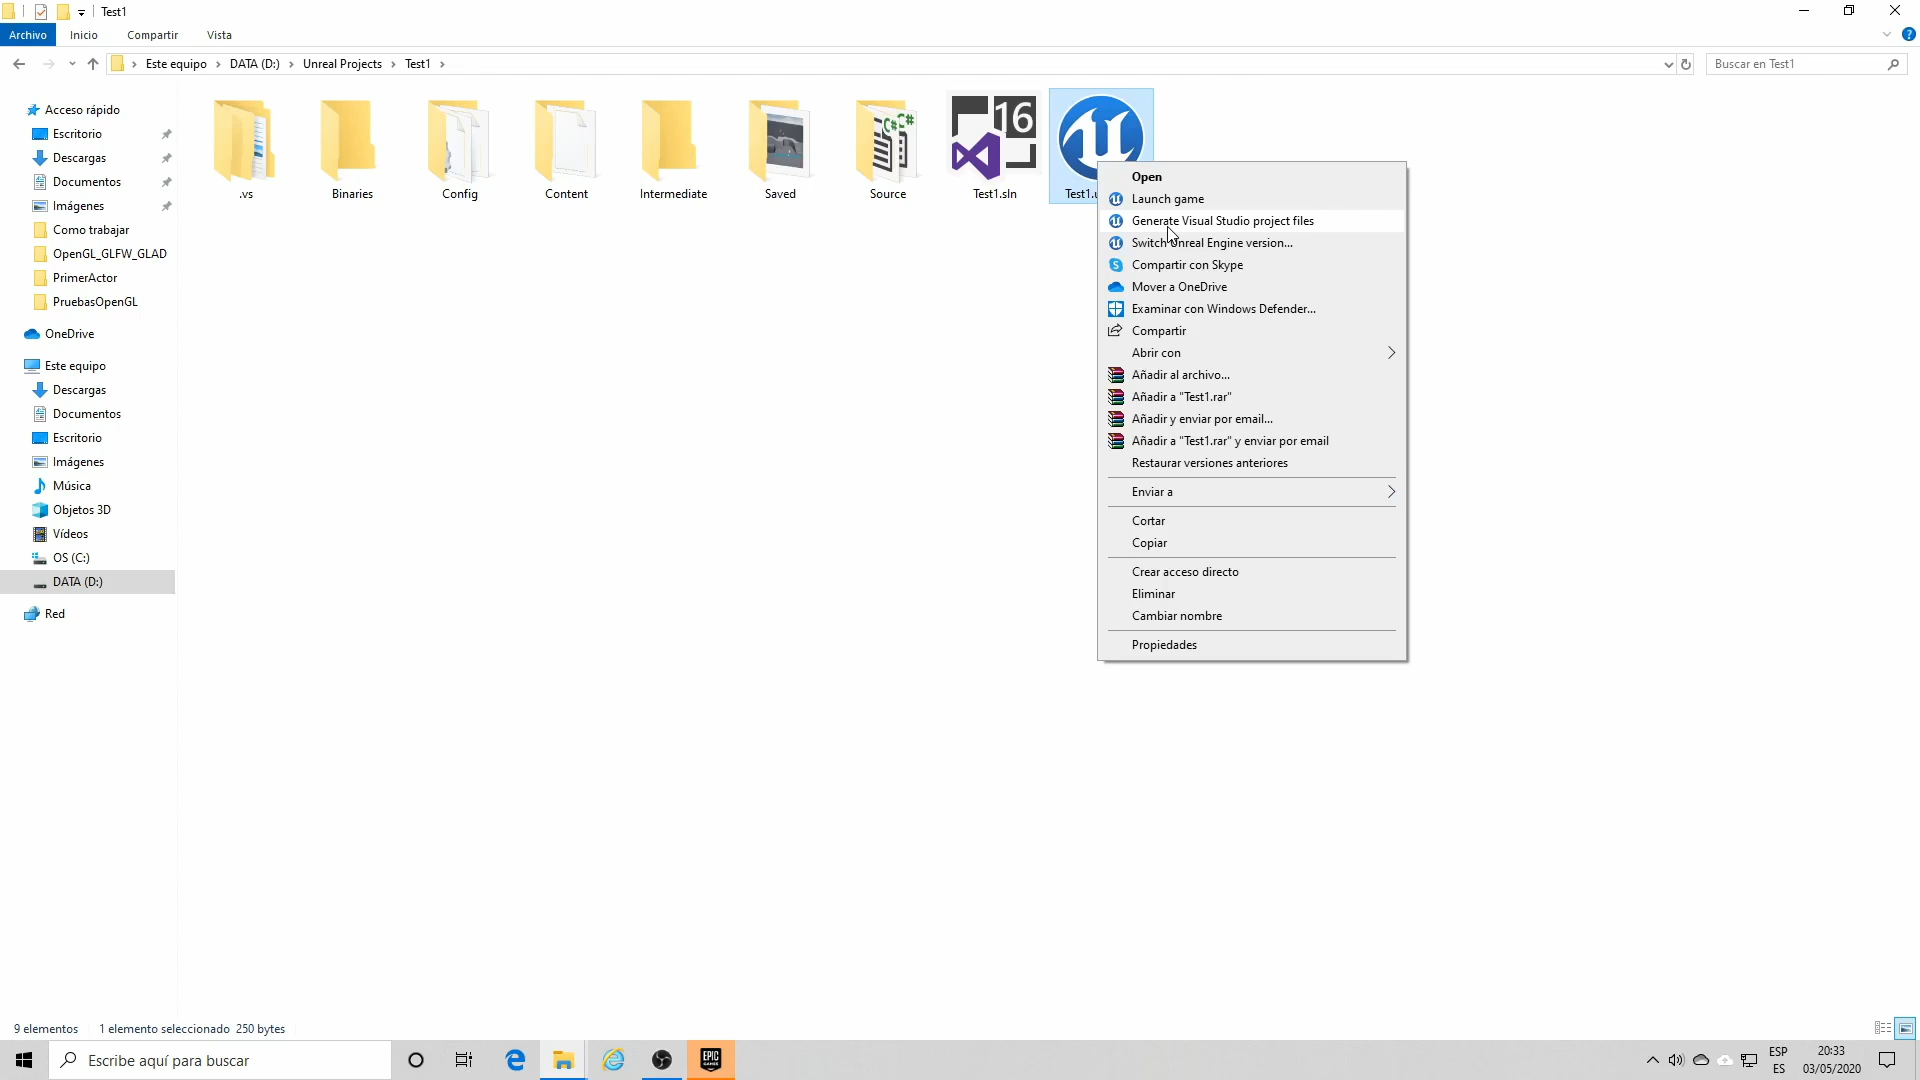 Test1
Archivo
Inicio
Compartir
Vista
Este equipo
DATA (D:)
Unreal Projects
Test1
Buscar en Test1
Acceso rápido
Escritorio
Descargas
Documentos
Imágenes
Como trabajar
OpenGL_GLFW_GLAD
PrimerActor
PruebasOpenGL
OneDrive
Este equipo
Descargas
Documentos
Escritorio
Imágenes
Música
Objetos 3D
Vídeos
OS (C:)
DATA (D:)
Red
C# C#
16
.vs
Binaries
Config
Content
Intermediate
Saved
Source
Test1.sln
Test1.u
Open
Launch game
Generate Visual Studio project files
Switch Unreal Engine version...
Compartir con Skype
Mover a OneDrive
Examinar con Windows Defender...
Compartir
Abrir con
Añadir al archivo...
Añadir a "Test1.rar"
Añadir y enviar por email...
Añadir a "Test1.rar" y enviar por email
Restaurar versiones anteriores
Enviar a
Cortar
Copiar
Crear acceso directo
Eliminar
Cambiar nombre
Propiedades
9 elementos
1 elemento seleccionado 250 bytes
Escribe aquí para buscar
EPIC
GAMES
ESP
ES
20:33
03/05/2020